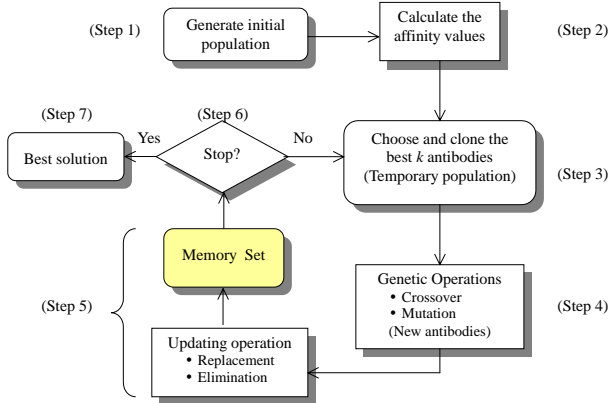 (Step 1)
Generate initial
population
Calculate the
affinity values
(Step 2)
(Step 7)
(Step 6)
Yes
No
Best solution
Stop?
Choose and clone the
best k antibodies
(Temporary population)
(Step 3)
Memory Set
(Step 5)
Genetic Operations
• Crossover
• Mutation
(New antibodies)
(Step 4)
Updating operation
• Replacement
• Elimination